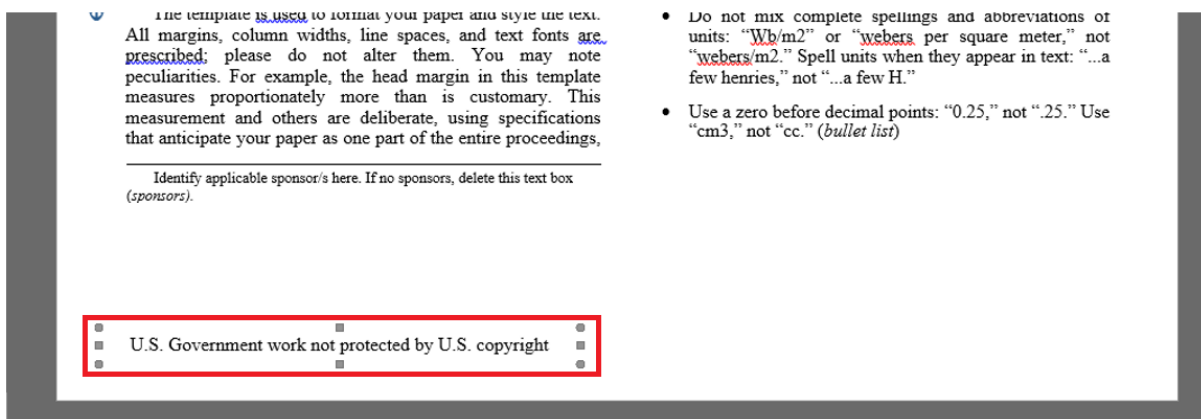 The template is used to format your paper and style the text.
All margins, column widths, line spaces, and text fonts are
prescribed; please do not alter them. You may note
peculiarities. For example, the head margin in this template
measures proportionately more than is customary. This
measurement and others are deliberate, using specifications
that anticipate your paper as one part of the entire proceedings,
Identify applicable sponsor/s here. If no sponsors, delete this text box
(sponsors).
U.S. Government work not protected by U.S. copyright
• Do not mix complete spellings and abbreviations of
units: “Wb/m2” or “webers per square meter,” not
“webers/m2.” Spell units when they appear in text: “...a
few henries,” not “...a few H.”
• Use a zero before decimal points: “0.25,” not “.25.” Use
“cm3,” not “cc.” (bullet list)